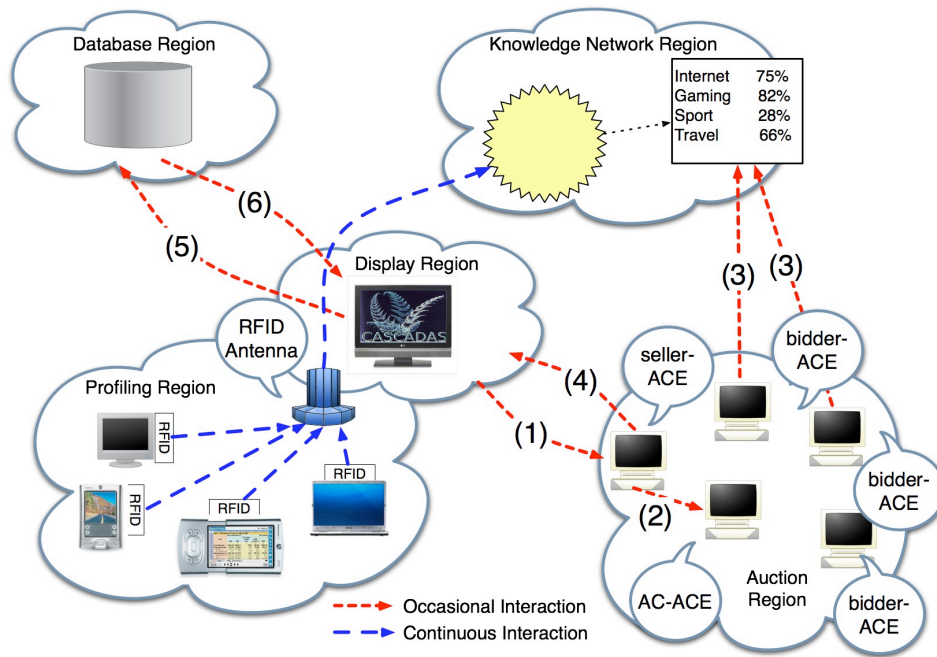 Database Region
Knowledge Network Region
Internet 75%
Gaming 82%
Sport 28%
Travel 66%
(6)
(5)
(3)
(3)
Display Region
CASCADAS
RFID
Antenna
seller-
ACE
bidder-
ACE
Profiling Region
(4)
(1)
RFID
RFID
RFID
RFID
(2)
bidder-
ACE
AC-ACE
Auction
Region
bidder-
ACE
Occasional Interaction
Continuous Interaction